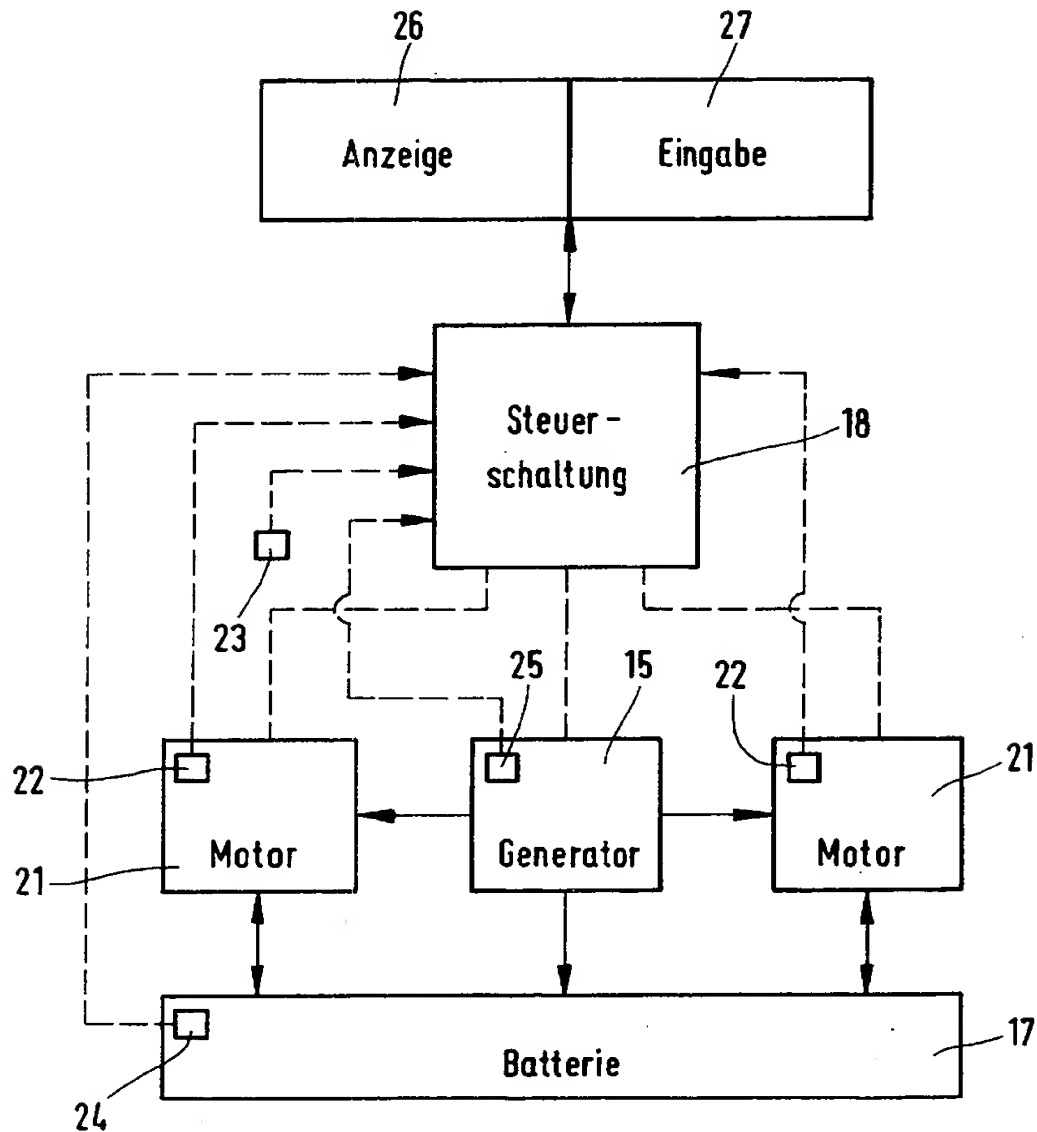 26
27
Anzeige
Eingabe
Steuer-
schaltung
18
23
25
15
22
22
21
21
Motor
Generator
Motor
Batterie
17
24